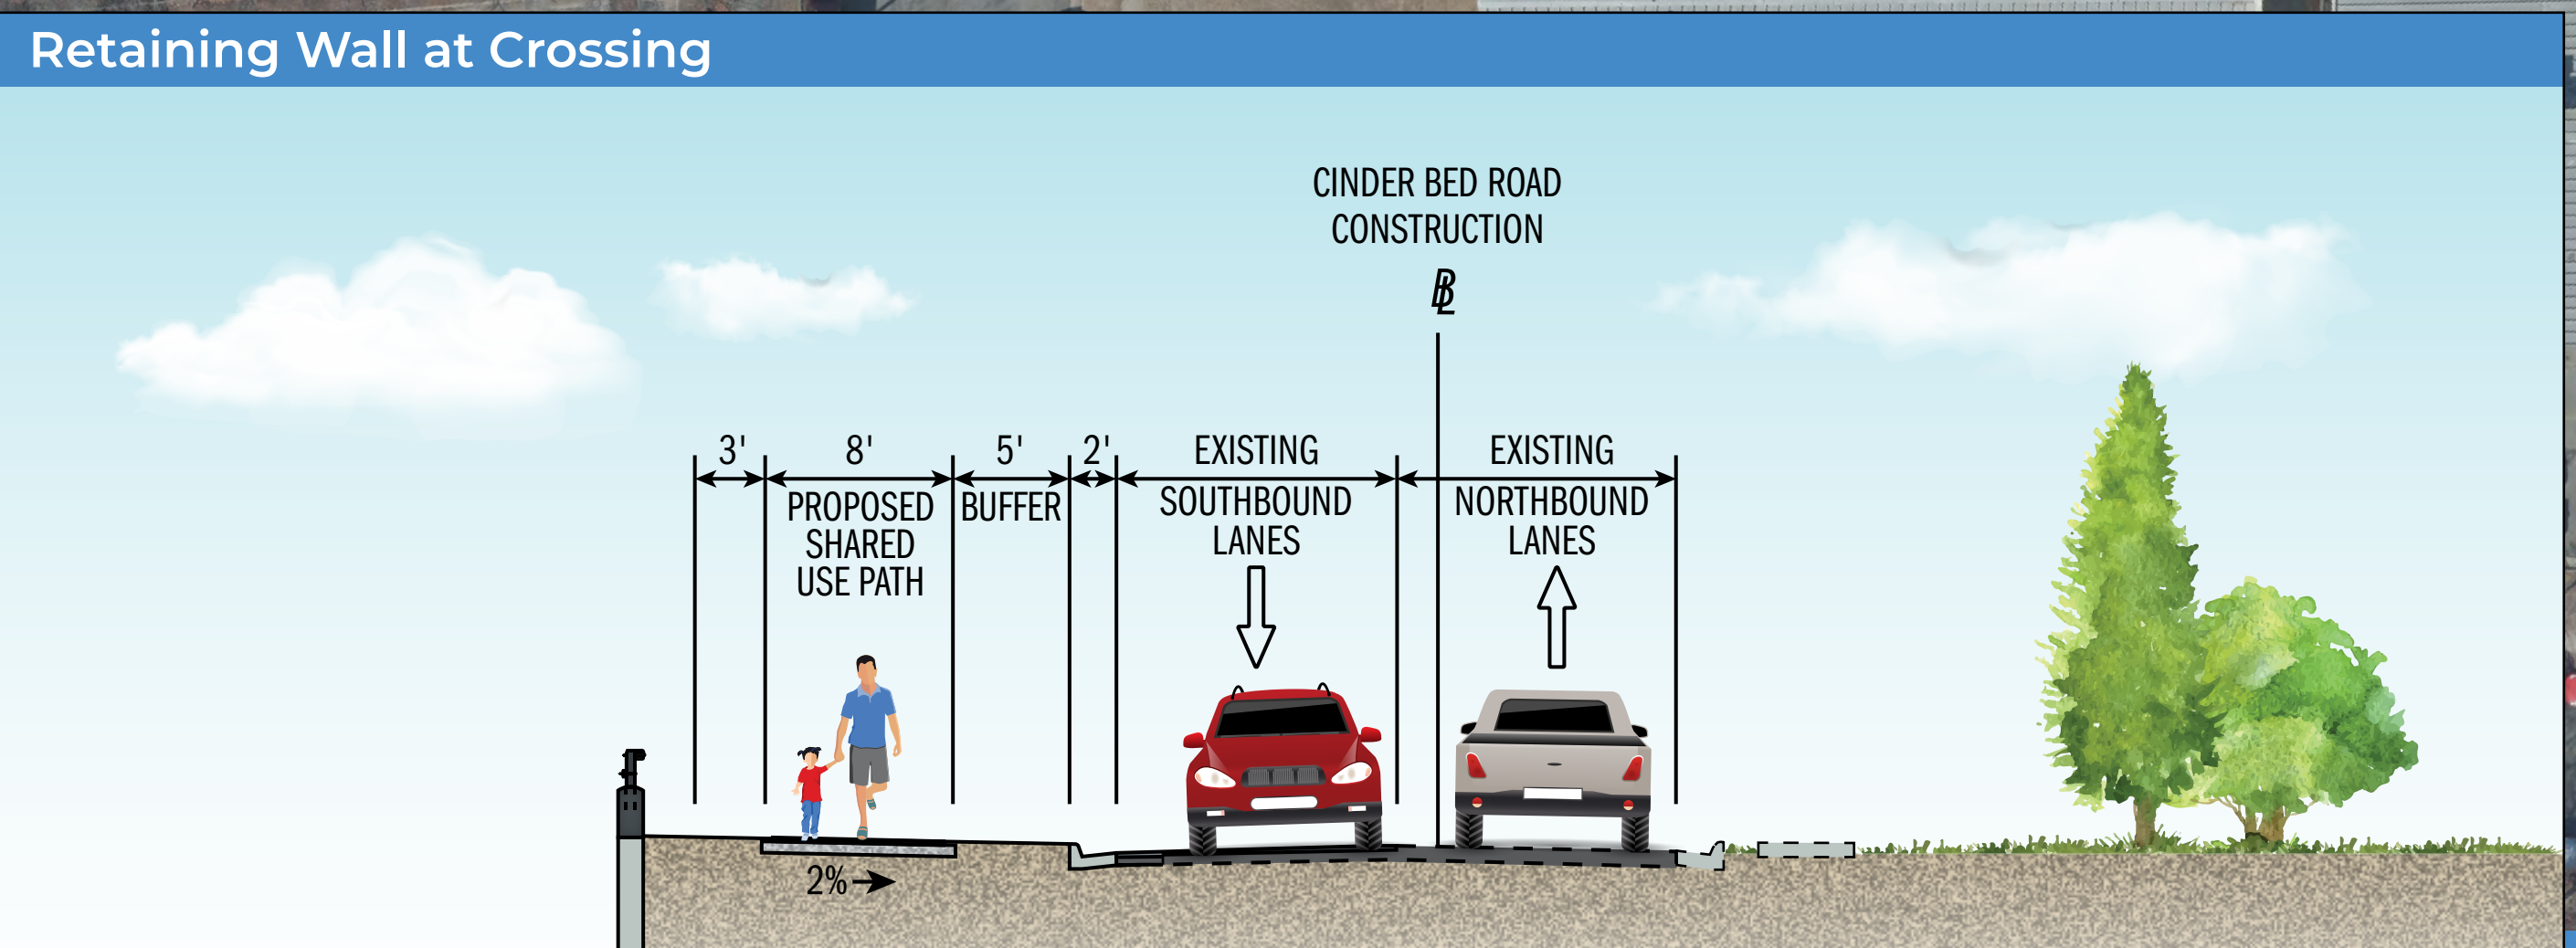 Retaining Wall at Crossing
CINDER BED ROAD
CONSTRUCTION
BL
3' 8' 5' 2' EXISTING EXISTING
PROPOSED
SHARED
USE PATH
BUFFER
SOUTHBOUND
LANES
NORTHBOUND
LANES
2%